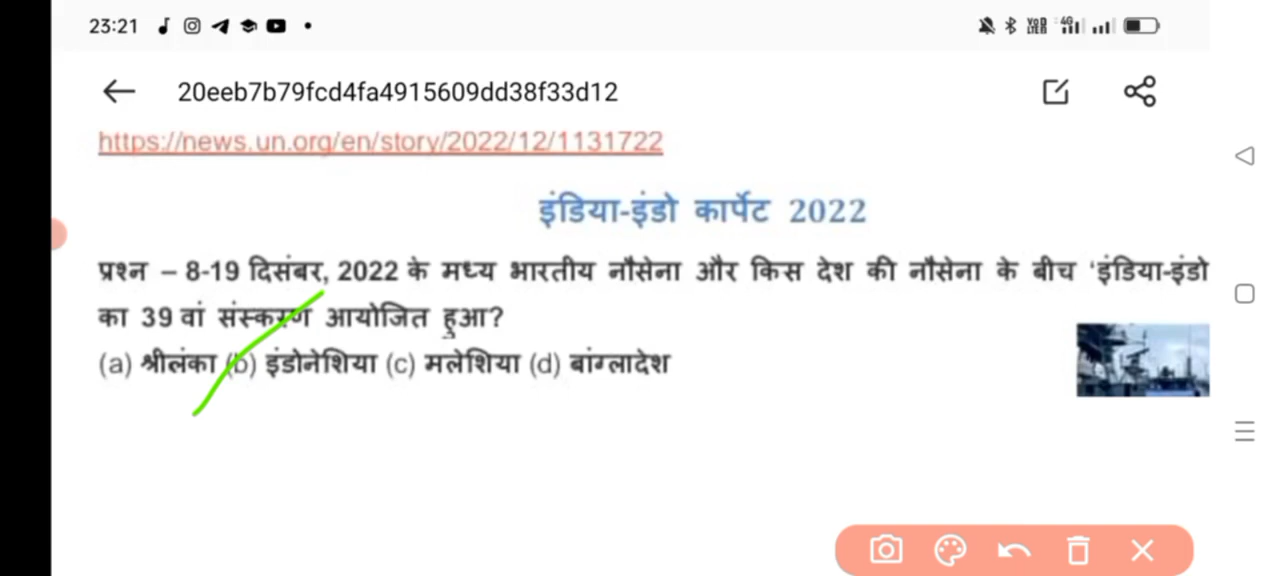 23:21
20eeb7b79fcd4fa4915609dd38f33d12
https://news.un.org/en/story/2022/12/1131722
इंडिया-इंडो कार्पेट 2022
प्रश्न – 8-19 दिसंबर, 2022 के मध्य भारतीय नौसेना और किस देश की नौसेना के बीच 'इंडिया-इंडो
का 39 वां संस्करण आयोजित हुआ?
(a) श्रीलंका (b) इंडोनेशिया (c) मलेशिया (d) बांग्लादेश